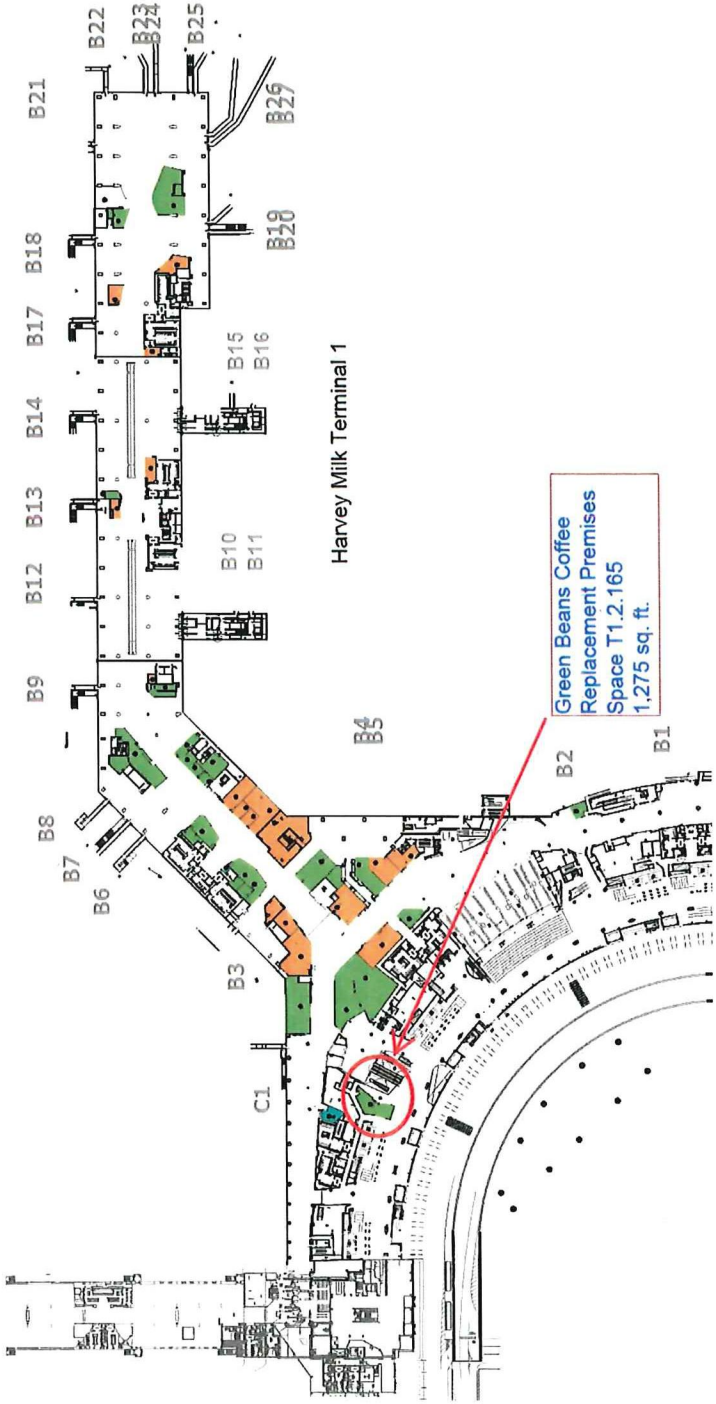 B22
B23
B24
B25
B21
B26
B27
B18
B19
B20
B17
B15
B16
B14
B13
B10
B11
B12
B9
Harvey Milk Terminal 1
B4
B5
B8
B7
B6
B3
C1
B2
B1
Green Beans Coffee
Replacement Premises
Space T1.2.165
1,275 sq. ft.